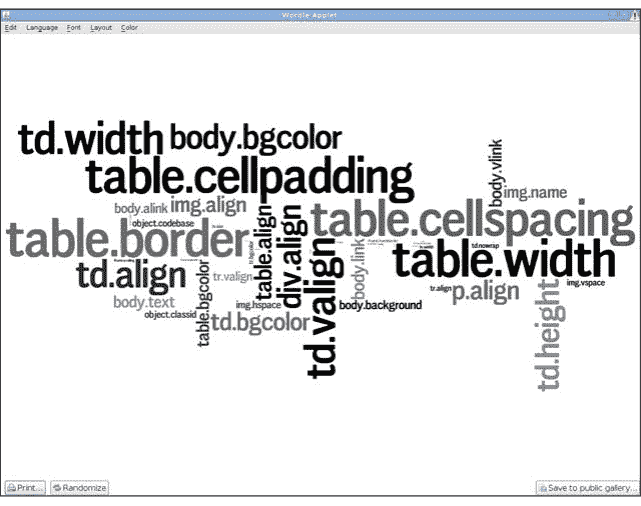 Wordle Applet
Edit Language Font Layout Color
td.width
body.bgcolor
table.cellpadding
body.vlink
img.name
body.alink
img.align
object.codebase
table.cellspacing
table.border
table.align
div.align
td.valign
body.link
td.nowrap
table.width
td.align
table.bgcolor
tr.valign
img.vspace
body.text
img.hspace
body.background
tr.align
p.align
object.classid
td.bgcolor
td.height
Print...
Randomize
Save to public gallery...